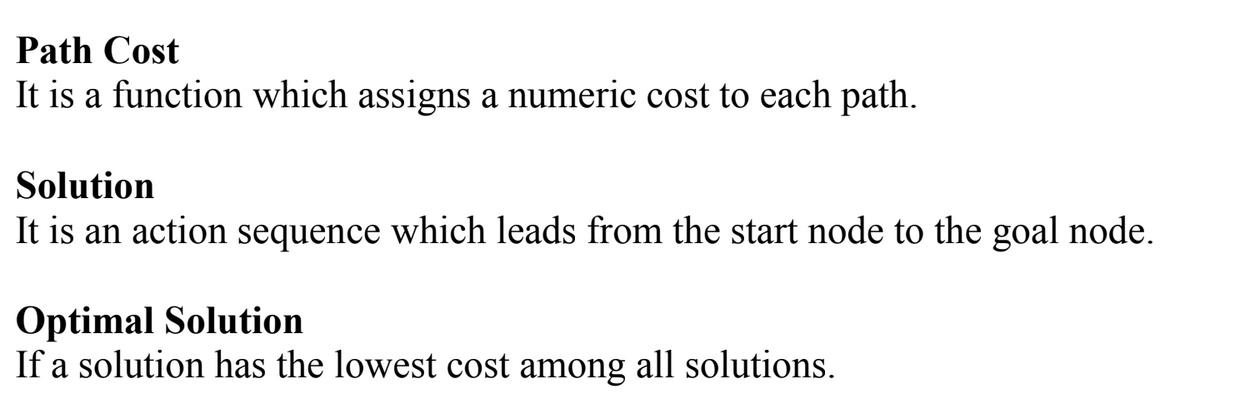 Path Cost
It is a function which assigns a numeric cost to each path.
Solution
It is an action sequence which leads from the start node to the goal node.
Optimal Solution
If a solution has the lowest cost among all solutions.